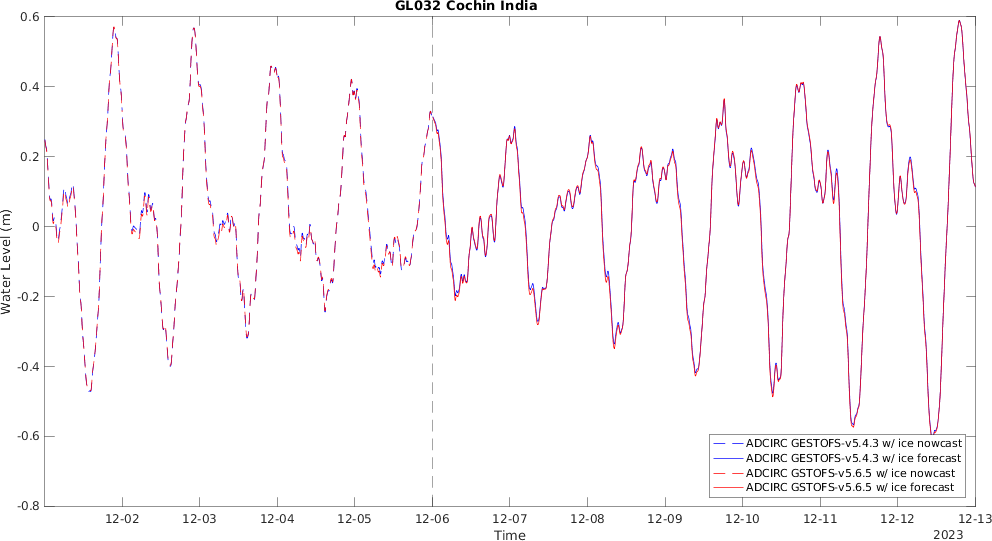 GL032 Cochin India
0.6
0.4
0.2
0
-0.2
-0.4
-0.6
-0.8
Water Level (m)
ADCIRC GESTOFS-v5.4.3 w/ ice nowcast
ADCIRC GESTOFS-v5.4.3 w/ ice forecast
ADCIRC GSTOFS-v5.6.5 w/ ice nowcast
ADCIRC GSTOFS-v5.6.5 w/ ice forecast
12-02 12-03 12-04 12-05 12-06 12-07 12-08 12-09 12-10 12-11 12-12 12-13
Time
2023